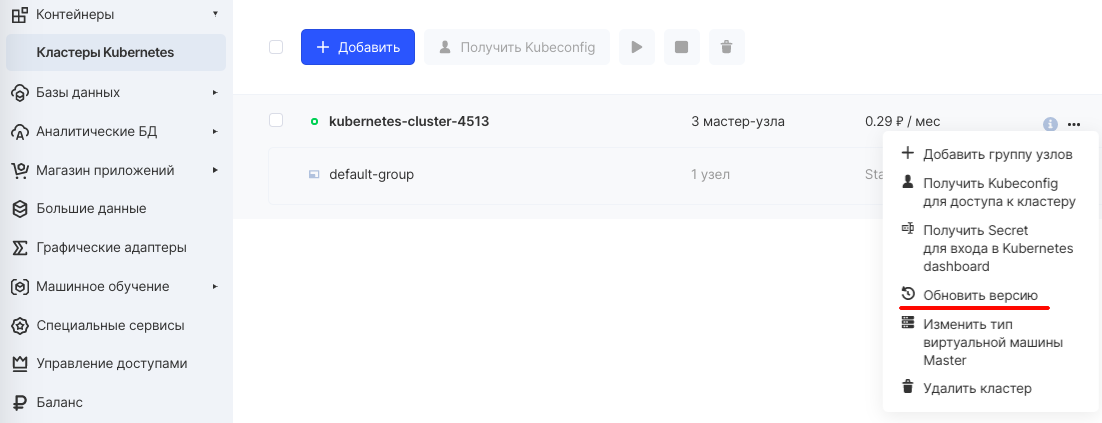 Контейнеры
Кластеры Kubernetes
Базы данных
Аналитические БД
Магазин приложений
Большие данные
Графические адаптеры
Машинное обучение
Специальные сервисы
Управление доступами
Баланс
Добавить
Получить Kubeconfig
kubernetes-cluster-4513
3 мастер-узла
0.29 ₽ / мес
default-group
1 узел
Sta
Добавить группу узлов
Получить Kubeconfig
для доступа к кластеру
Получить Secret
для входа в Kubernetes
dashboard
Обновить версию
Изменить тип
виртуальной машины
Master
Удалить кластер